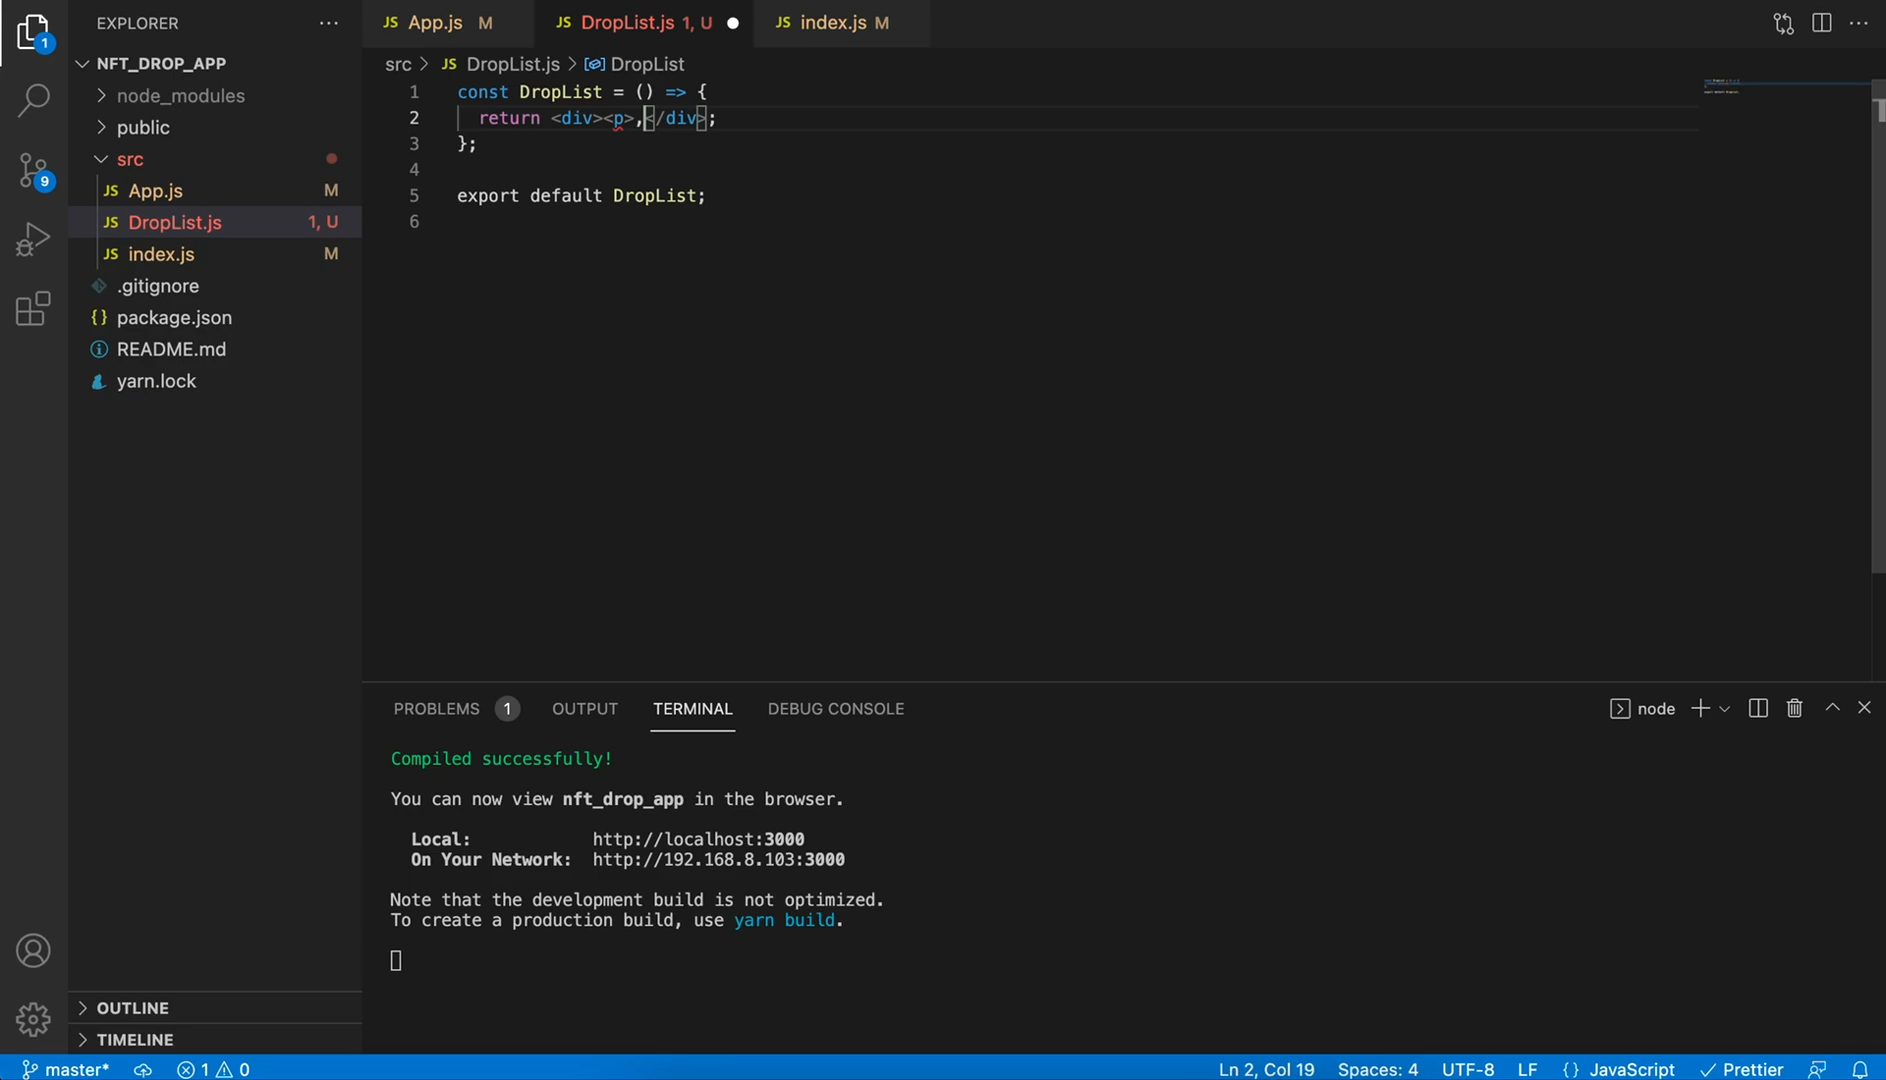 EXPLORER
NFT_DROP_APP
node_modules
public
src
JS App.js M
JS DropList.js 1, U
JS index.js M
.gitignore
{} package.json
README.md
yarn.lock
OUTLINE
TIMELINE
1
9
JS App.js M JS DropList.js 1, U JS index.js M
src > JS DropList.js > DropList
1 const DropList = () => {
2 return <div><p>,</div>;
3 };
4
5 export default DropList;
6
PROBLEMS 1 OUTPUT TERMINAL DEBUG CONSOLE node
Compiled successfully!
You can now view nft_drop_app in the browser.
Local: http://localhost:3000
On Your Network: http://192.168.8.103:3000
Note that the development build is not optimized.
To create a production build, use yarn build.
master* 1 0 Ln 2, Col 19 Spaces: 4 UTF-8 LF {} JavaScript Prettier